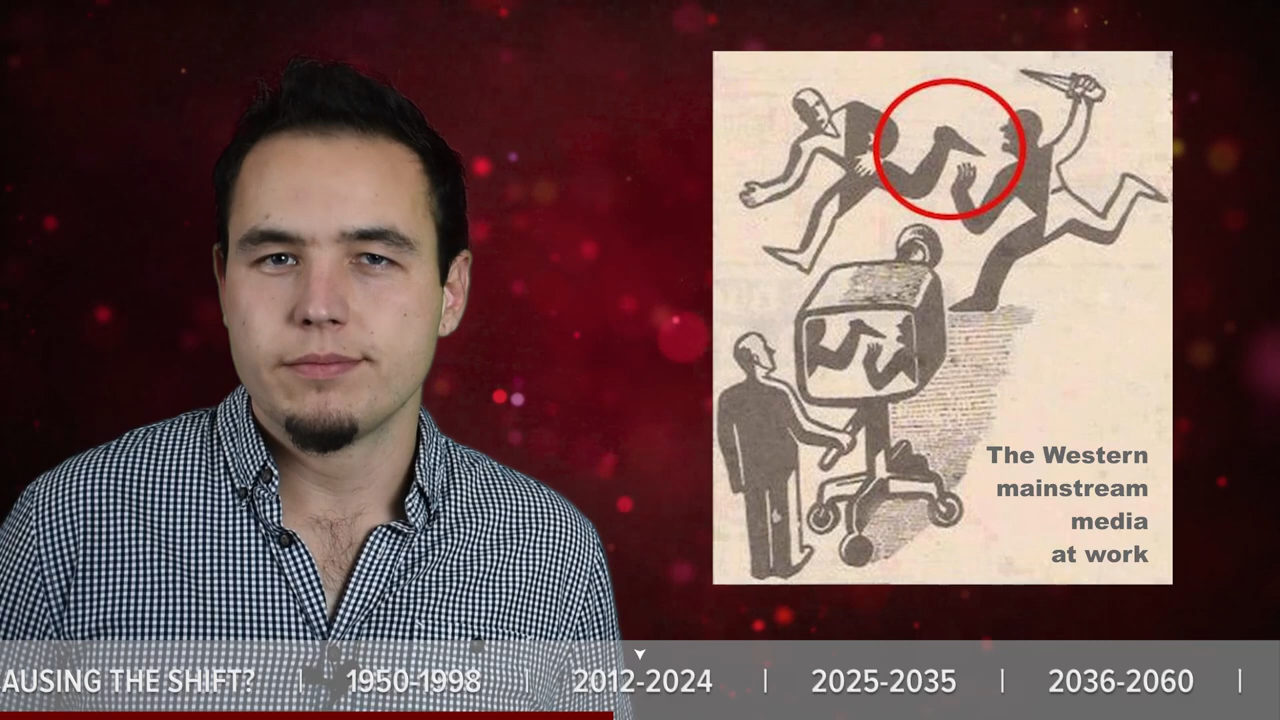 The Western
mainstream
media
at work
AUSING THE SHIFT? | 1950-1998 | 2012-2024 | 2025-2035 | 2036-2060 |